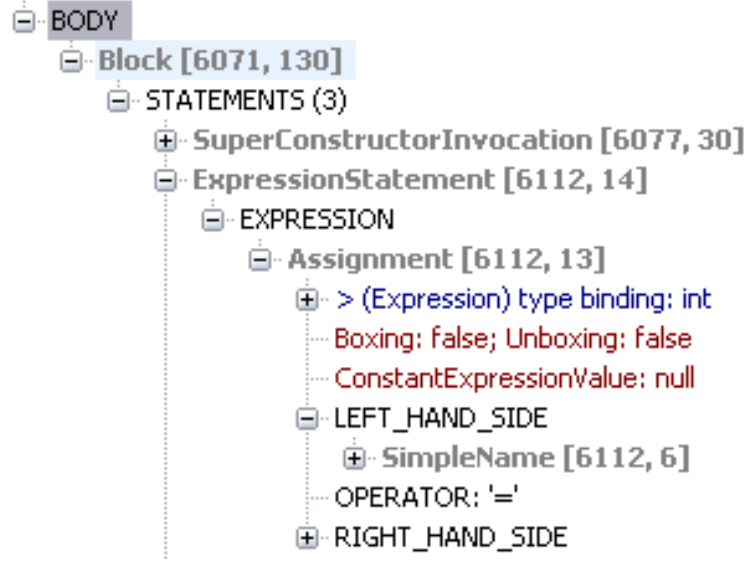 BODY
Block [6071, 130]
STATEMENTS (3)
SuperConstructorInvocation [6077, 30]
ExpressionStatement [6112, 14]
EXPRESSION
Assignment [6112, 13]
> (Expression) type binding: int
Boxing: false; Unboxing: false
ConstantExpressionValue: null
LEFT_HAND_SIDE
SimpleName [6112, 6]
OPERATOR: '='
RIGHT_HAND_SIDE